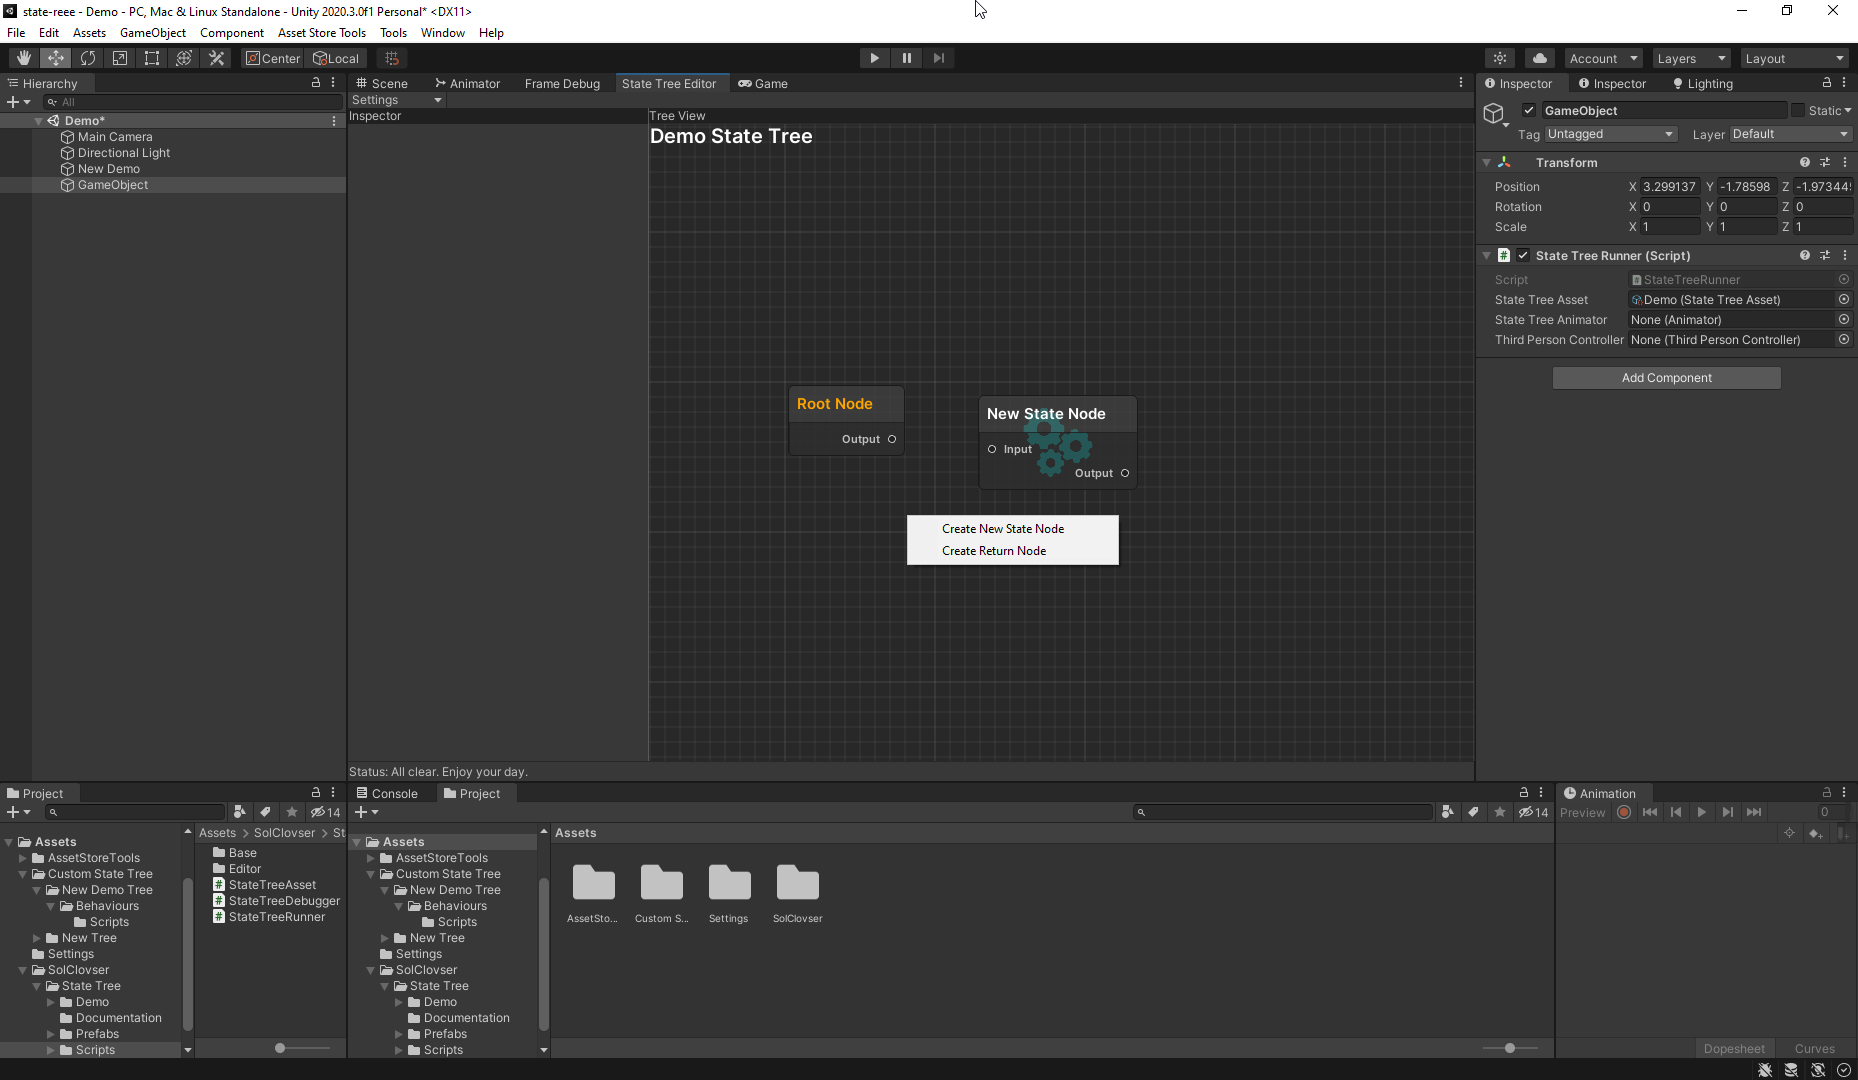 state-reee - Demo - PC, Mac & Linux Standalone - Unity 2020.3.0f1 Personal* <DX11>
File Edit Assets GameObject Component Asset Store Tools Tools Window Help
Center Local Account Layers Layout
Hierarchy
All
Demo*
Main Camera
Directional Light
New Demo
GameObject
Scene Animator Frame Debug State Tree Editor Game
Settings
Inspector
Tree View
Demo State Tree
Root Node
Output
New State Node
Input
Output
Create New State Node
Create Return Node
Status: All clear. Enjoy your day.
Inspector Inspector Lighting
GameObject Static
Tag Untagged Layer Default
Transform
Position X 3.299137 Y -1.78598 Z -1.973445
Rotation X 0 Y 0 Z 0
Scale X 1 Y 1 Z 1
State Tree Runner (Script)
Script StateTreeRunner
State Tree Asset Demo (State Tree Asset)
State Tree Animator None (Animator)
Third Person Controller None (Third Person Controller)
Add Component
Project
14
Assets
AssetStoreTools
Custom State Tree
New Demo Tree
Behaviours
Scripts
New Tree
Settings
SolClovser
State Tree
Demo
Documentation
Prefabs
Scripts
Assets > SolClovser > St
Base
Editor
StateTreeAsset
StateTreeDebugger
StateTreeRunner
Console Project
14
Assets
AssetStoreTools
Custom State Tree
New Demo Tree
Behaviours
Scripts
New Tree
Settings
SolClovser
State Tree
Demo
Documentation
Prefabs
Scripts
Assets
AssetSto... Custom S... Settings SolClovser
Animation
Preview 0
Dopesheet Curves